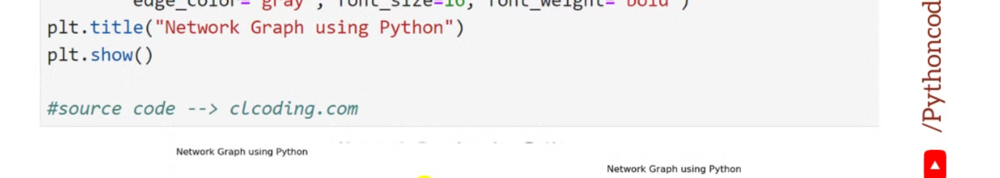 edge_color="gray", font_size=16, font_weight="bold")
plt.title("Network Graph using Python")
plt.show()
#source code --> clcoding.com
Network Graph using Python
Network Graph using Python
/Pythoncod